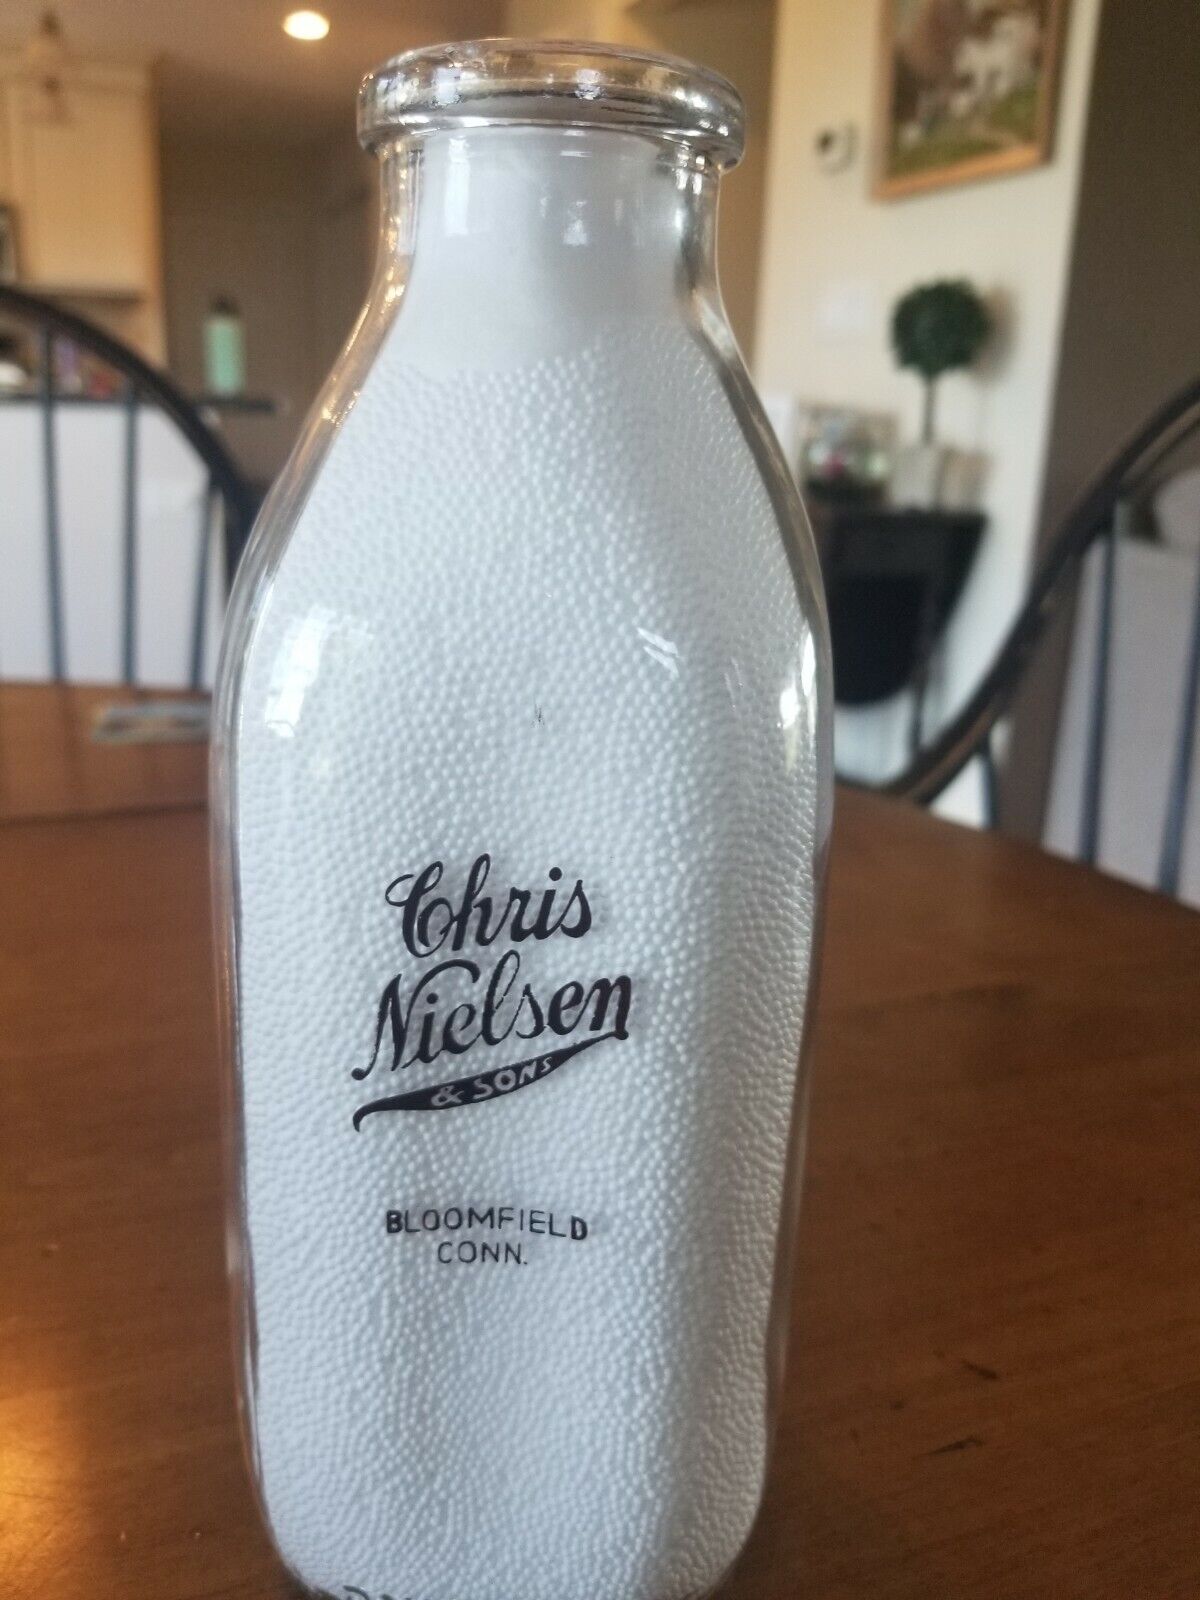 Chris
Nielsen
& SONS
BLOOMFIELD
CONN.